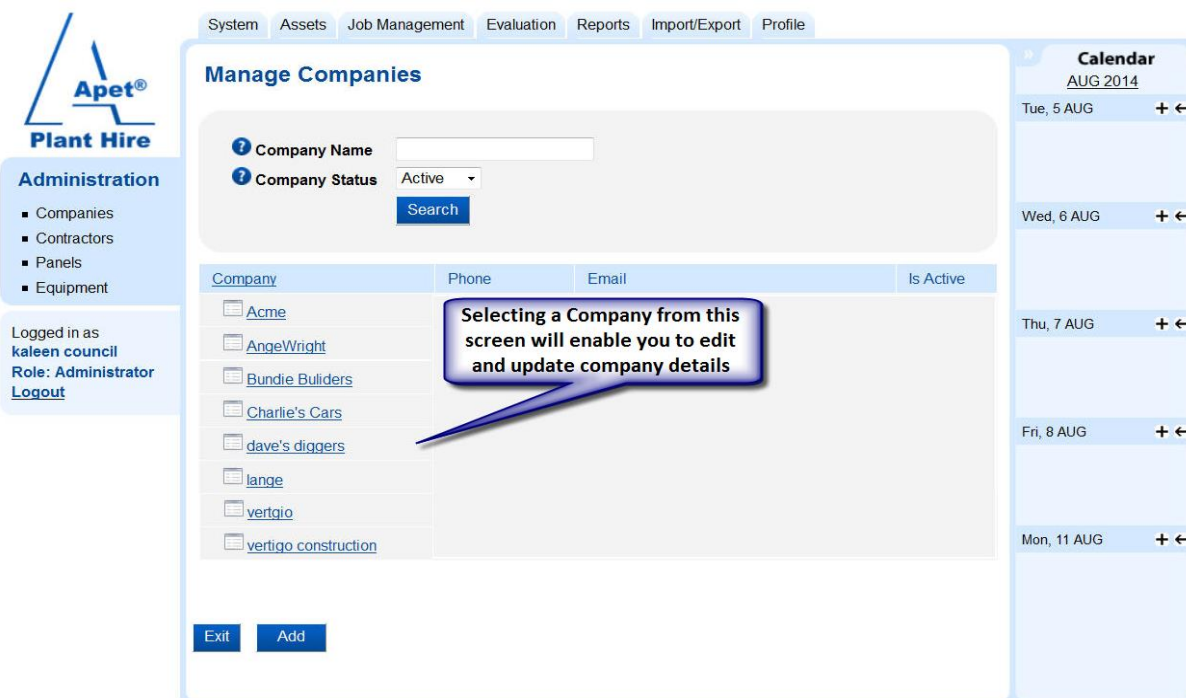 System Assets Job Management Evaluation Reports Import/Export Profile
Apet®
Plant Hire
Administration
Companies
Contractors
Panels
Equipment
Logged in as
kaleen council
Role: Administrator
Logout
Manage Companies
Company Name
Company Status Active
Search
Company Phone Email Is Active
Acme
AngeWright
Bundie Buliders
Charlie's Cars
dave's diggers
lange
vertgio
vertigo construction
Selecting a Company from this
screen will enable you to edit
and update company details
Exit Add
Calendar
AUG 2014
Tue, 5 AUG
Wed, 6 AUG
Thu, 7 AUG
Fri, 8 AUG
Mon, 11 AUG